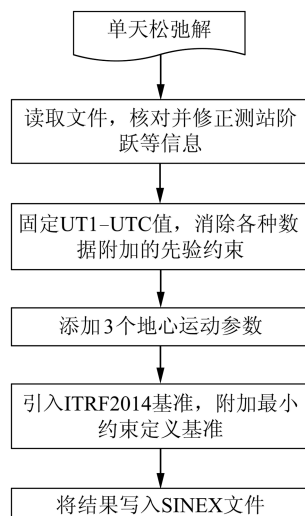 单天松弛解
读取文件，核对并修正测站阶
跃等信息
固定UT1−UTC值，消除各种数
据附加的先验约束
添加3个地心运动参数
引入ITRF2014基准，附加最小
约束定义基准
将结果写入SINEX文件